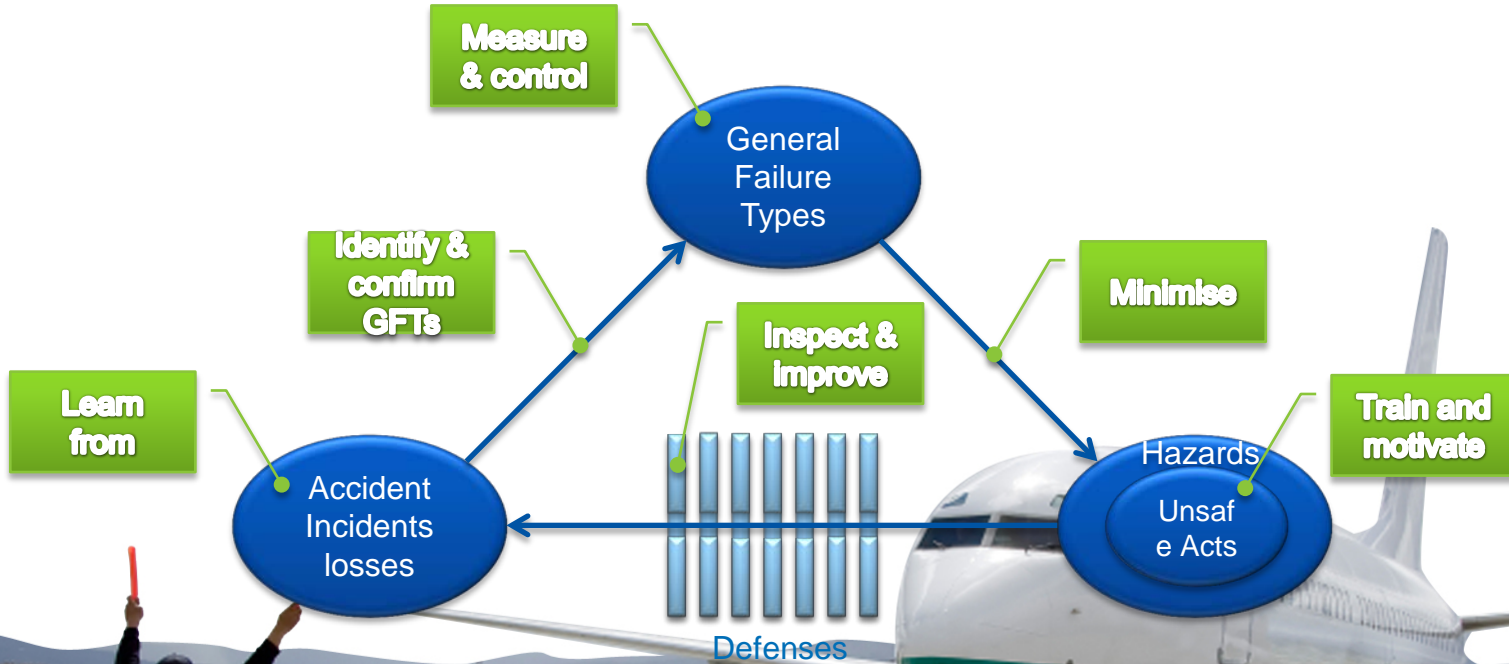 Measure
& control
General
Failure
Types
Identify &
confirm
GFTs
Minimise
Inspect &
improve
Learn
from
Train and
motivate
Accident
Incidents
losses
Hazards
Unsaf
e Acts
Defenses